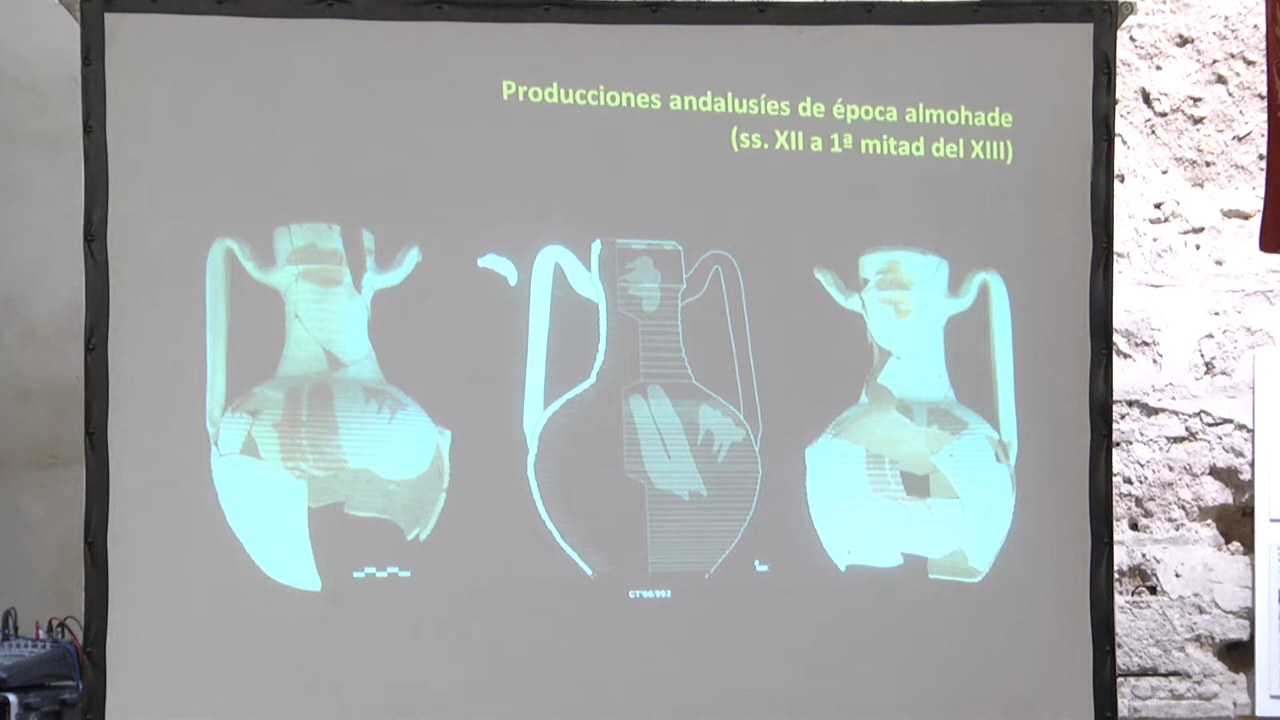 Producciones andalusíes de época almohade
(ss. XII a 1ª mitad del XIII)